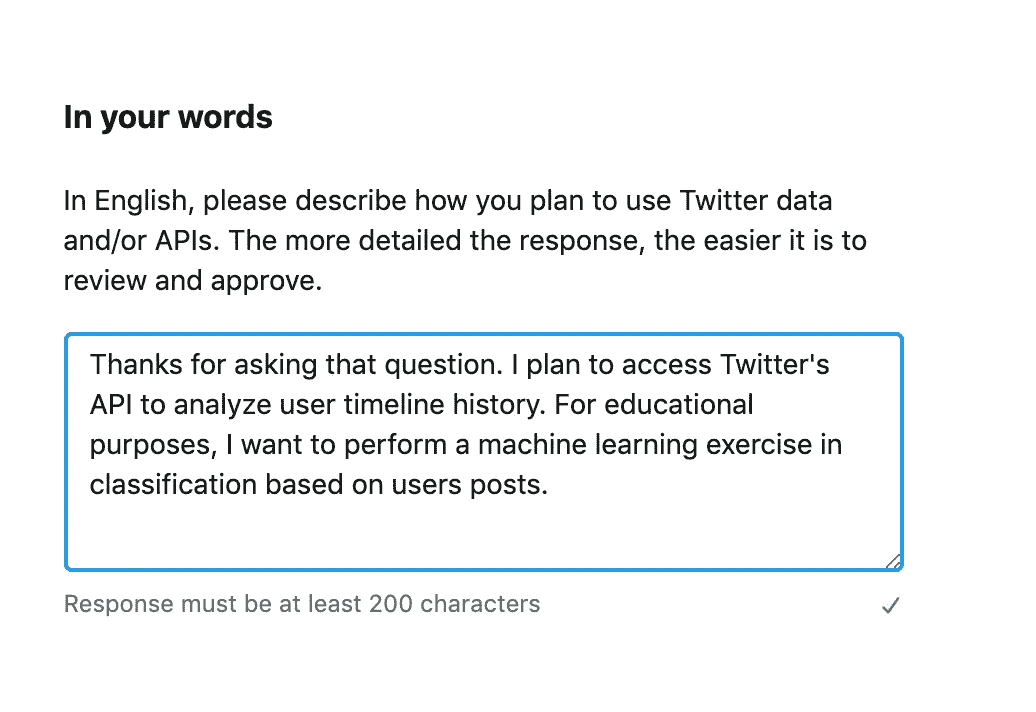 In your words
In English, please describe how you plan to use Twitter data
and/or APIs. The more detailed the response, the easier it is to
review and approve.
Thanks for asking that question. I plan to access Twitter's
API to analyze user timeline history. For educational
purposes, I want to perform a machine learning exercise in
classification based on users posts.
Response must be at least 200 characters